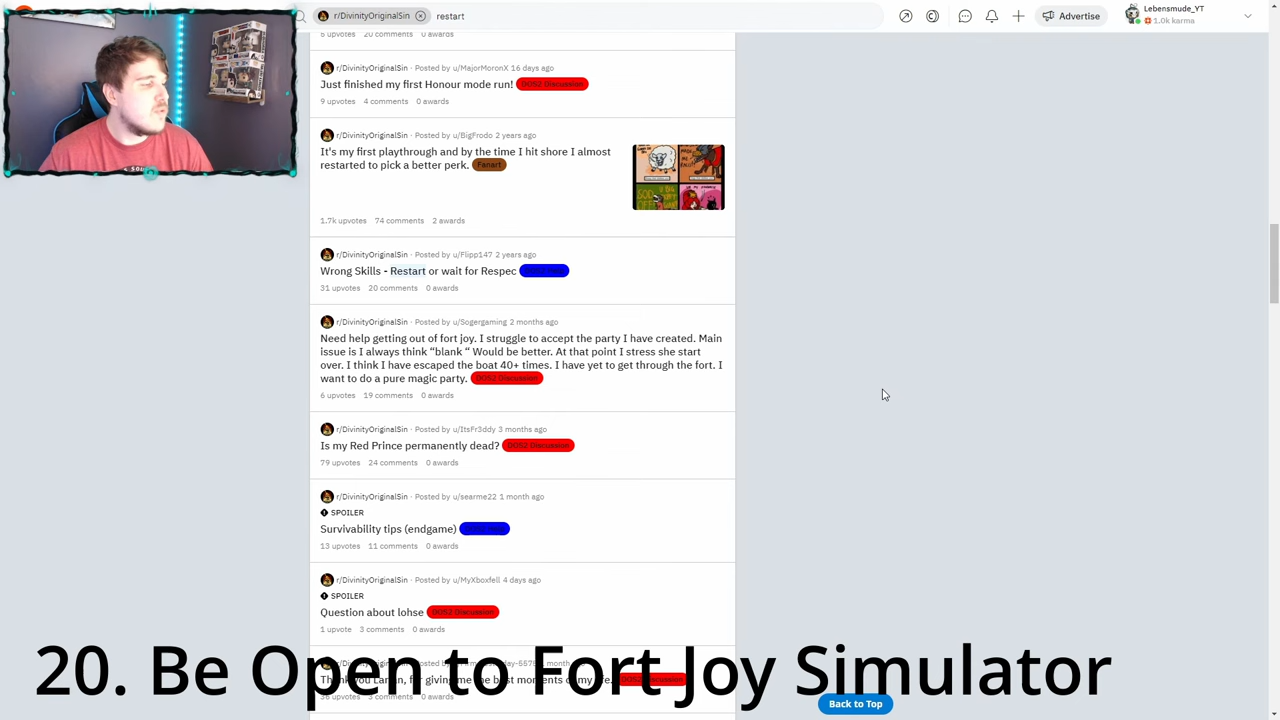 r/DivinityOriginalSin
restart
Advertise
Lebensmude_YT
1.0k karma
20 comments 0 awards
r/DivinityOriginalSin · Posted by u/MajorMoronX 16 days ago
Just finished my first Honour mode run! DOS2 Discussion
9 upvotes 4 comments 0 awards
r/DivinityOriginalSin · Posted by u/BigFrodo 2 years ago
It's my first playthrough and by the time I hit shore I almost
restarted to pick a better perk. Fanart
1.7k upvotes 74 comments 2 awards
r/DivinityOriginalSin · Posted by u/Flipp147 2 years ago
Wrong Skills - Restart or wait for Respec
31 upvotes 20 comments 0 awards
r/DivinityOriginalSin · Posted by u/Sogergaming 2 months ago
Need help getting out of fort joy. I struggle to accept the party I have created. Main
issue is I always think “blank “ Would be better. At that point I stress she start
over. I think I have escaped the boat 40+ times. I have yet to get through the fort. I
want to do a pure magic party. DOS2 Discussion
6 upvotes 19 comments 0 awards
r/DivinityOriginalSin · Posted by u/ItsFr3ddy 3 months ago
Is my Red Prince permanently dead? DOS2 Discussion
79 upvotes 24 comments 0 awards
r/DivinityOriginalSin · Posted by u/searme22 1 month ago
SPOILER
Survivability tips (endgame)
13 upvotes 11 comments 0 awards
r/DivinityOriginalSin · Posted by u/MyXboxfell 4 days ago
SPOILER
Question about lohse DOS2 Discussion
1 upvote 3 comments 0 awards
20. Be Open to Fort Joy Simulator
Back to Top